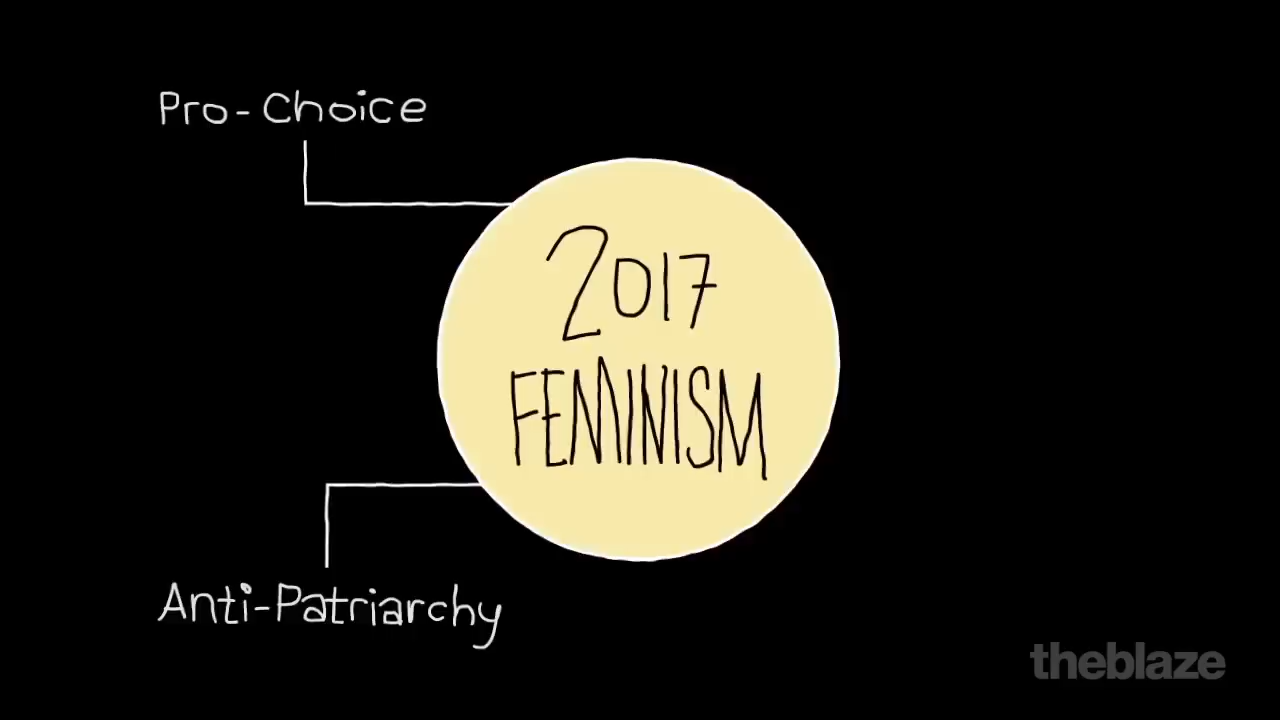 Pro-Choice
2017
FEMINISM
Anti-Patriarchy
theblaze